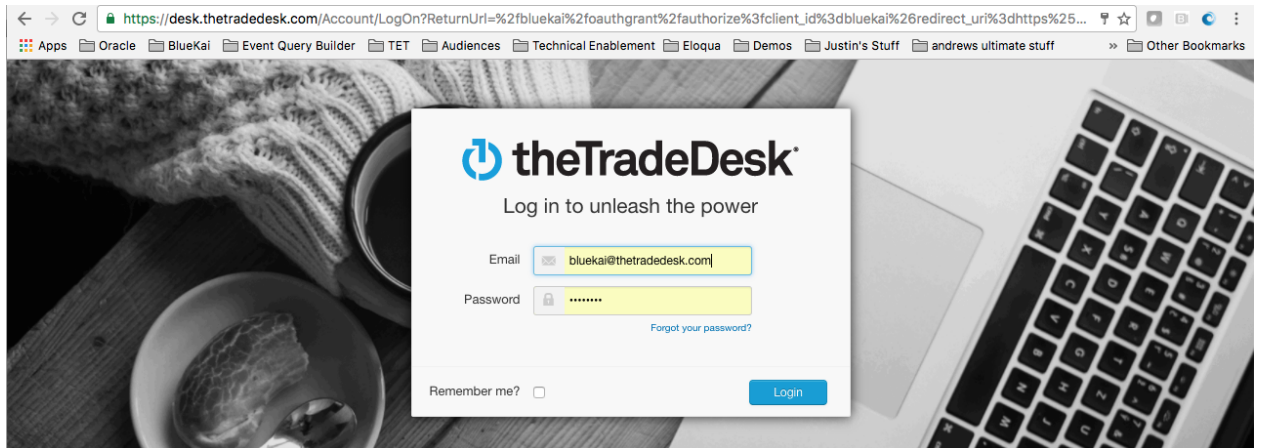 https://desk.thetradedesk.com/Account/LogOn?ReturnUrl=%2fbluekai%2foauthgrant%2fauthorize%3fclient_id%3dbluekai%26redirect_uri%3dhttps%25...
Apps Oracle BlueKai Event Query Builder TET Audiences Technical Enablement Eloqua Demos Justin's Stuff andrews ultimate stuff » Other Bookmarks
theTradeDesk
Log in to unleash the power
Email bluekai@thetradedesk.com
Password ••••••••
Forgot your password?
Remember me?
Login